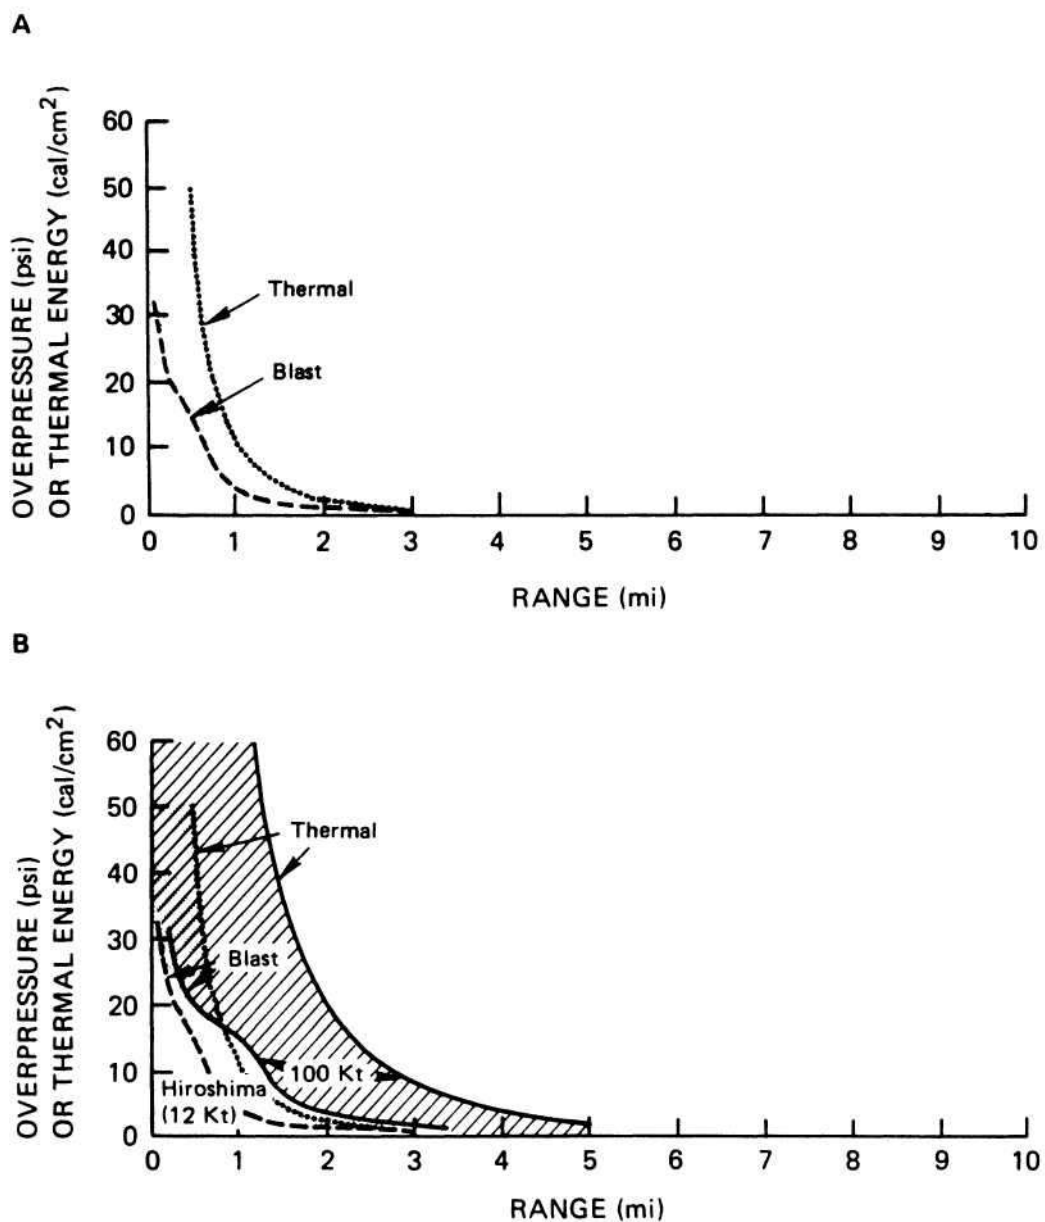 A
OVERPRESSURE (psi)
OR THERMAL ENERGY (cal/cm²)
60
50
40
30
20
10
0
Thermal
Blast
0 1 2 3 4 5 6 7 8 9 10
RANGE (mi)
B
OVERPRESSURE (psi)
OR THERMAL ENERGY (cal/cm²)
60
50
40
30
20
10
0
Thermal
Blast
100 Kt
Hiroshima
(12 Kt)
0 1 2 3 4 5 6 7 8 9 10
RANGE (mi)